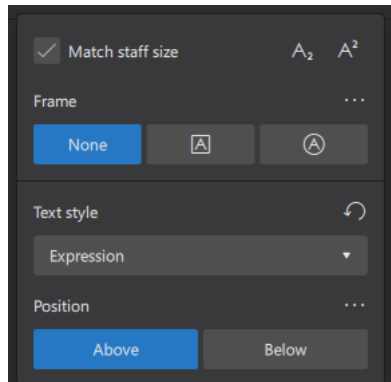 Match staff size A₂ A²
Frame ...
None A A
Text style
Expression
Position ...
Above Below